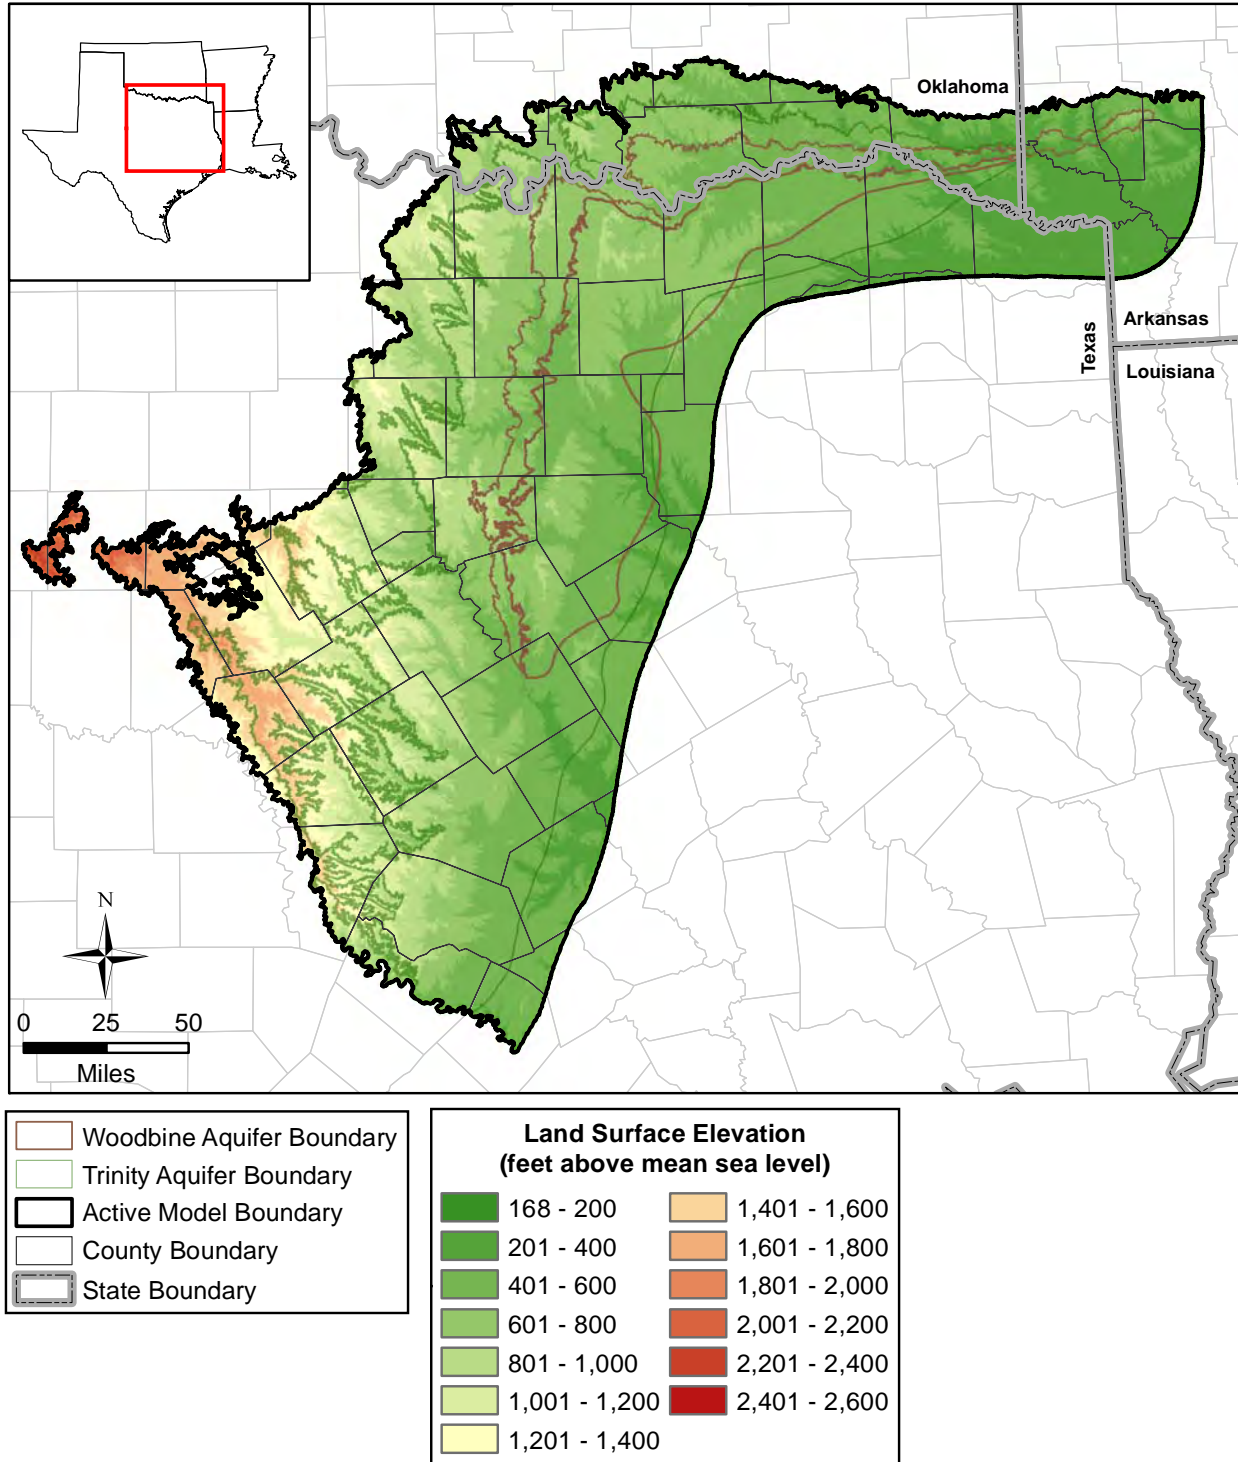 Oklahoma
Texas
Arkansas
Louisiana
N
0 25 50
Miles
Woodbine Aquifer Boundary
Trinity Aquifer Boundary
Active Model Boundary
County Boundary
State Boundary
Land Surface Elevation
(feet above mean sea level)
168 - 200
201 - 400
401 - 600
601 - 800
801 - 1,000
1,001 - 1,200
1,201 - 1,400
1,401 - 1,600
1,601 - 1,800
1,801 - 2,000
2,001 - 2,200
2,201 - 2,400
2,401 - 2,600